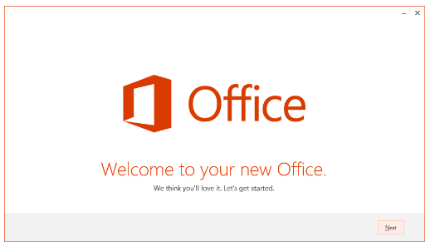 Office
Welcome to your new Office.
We think you'll love it. Let's get started.
Next